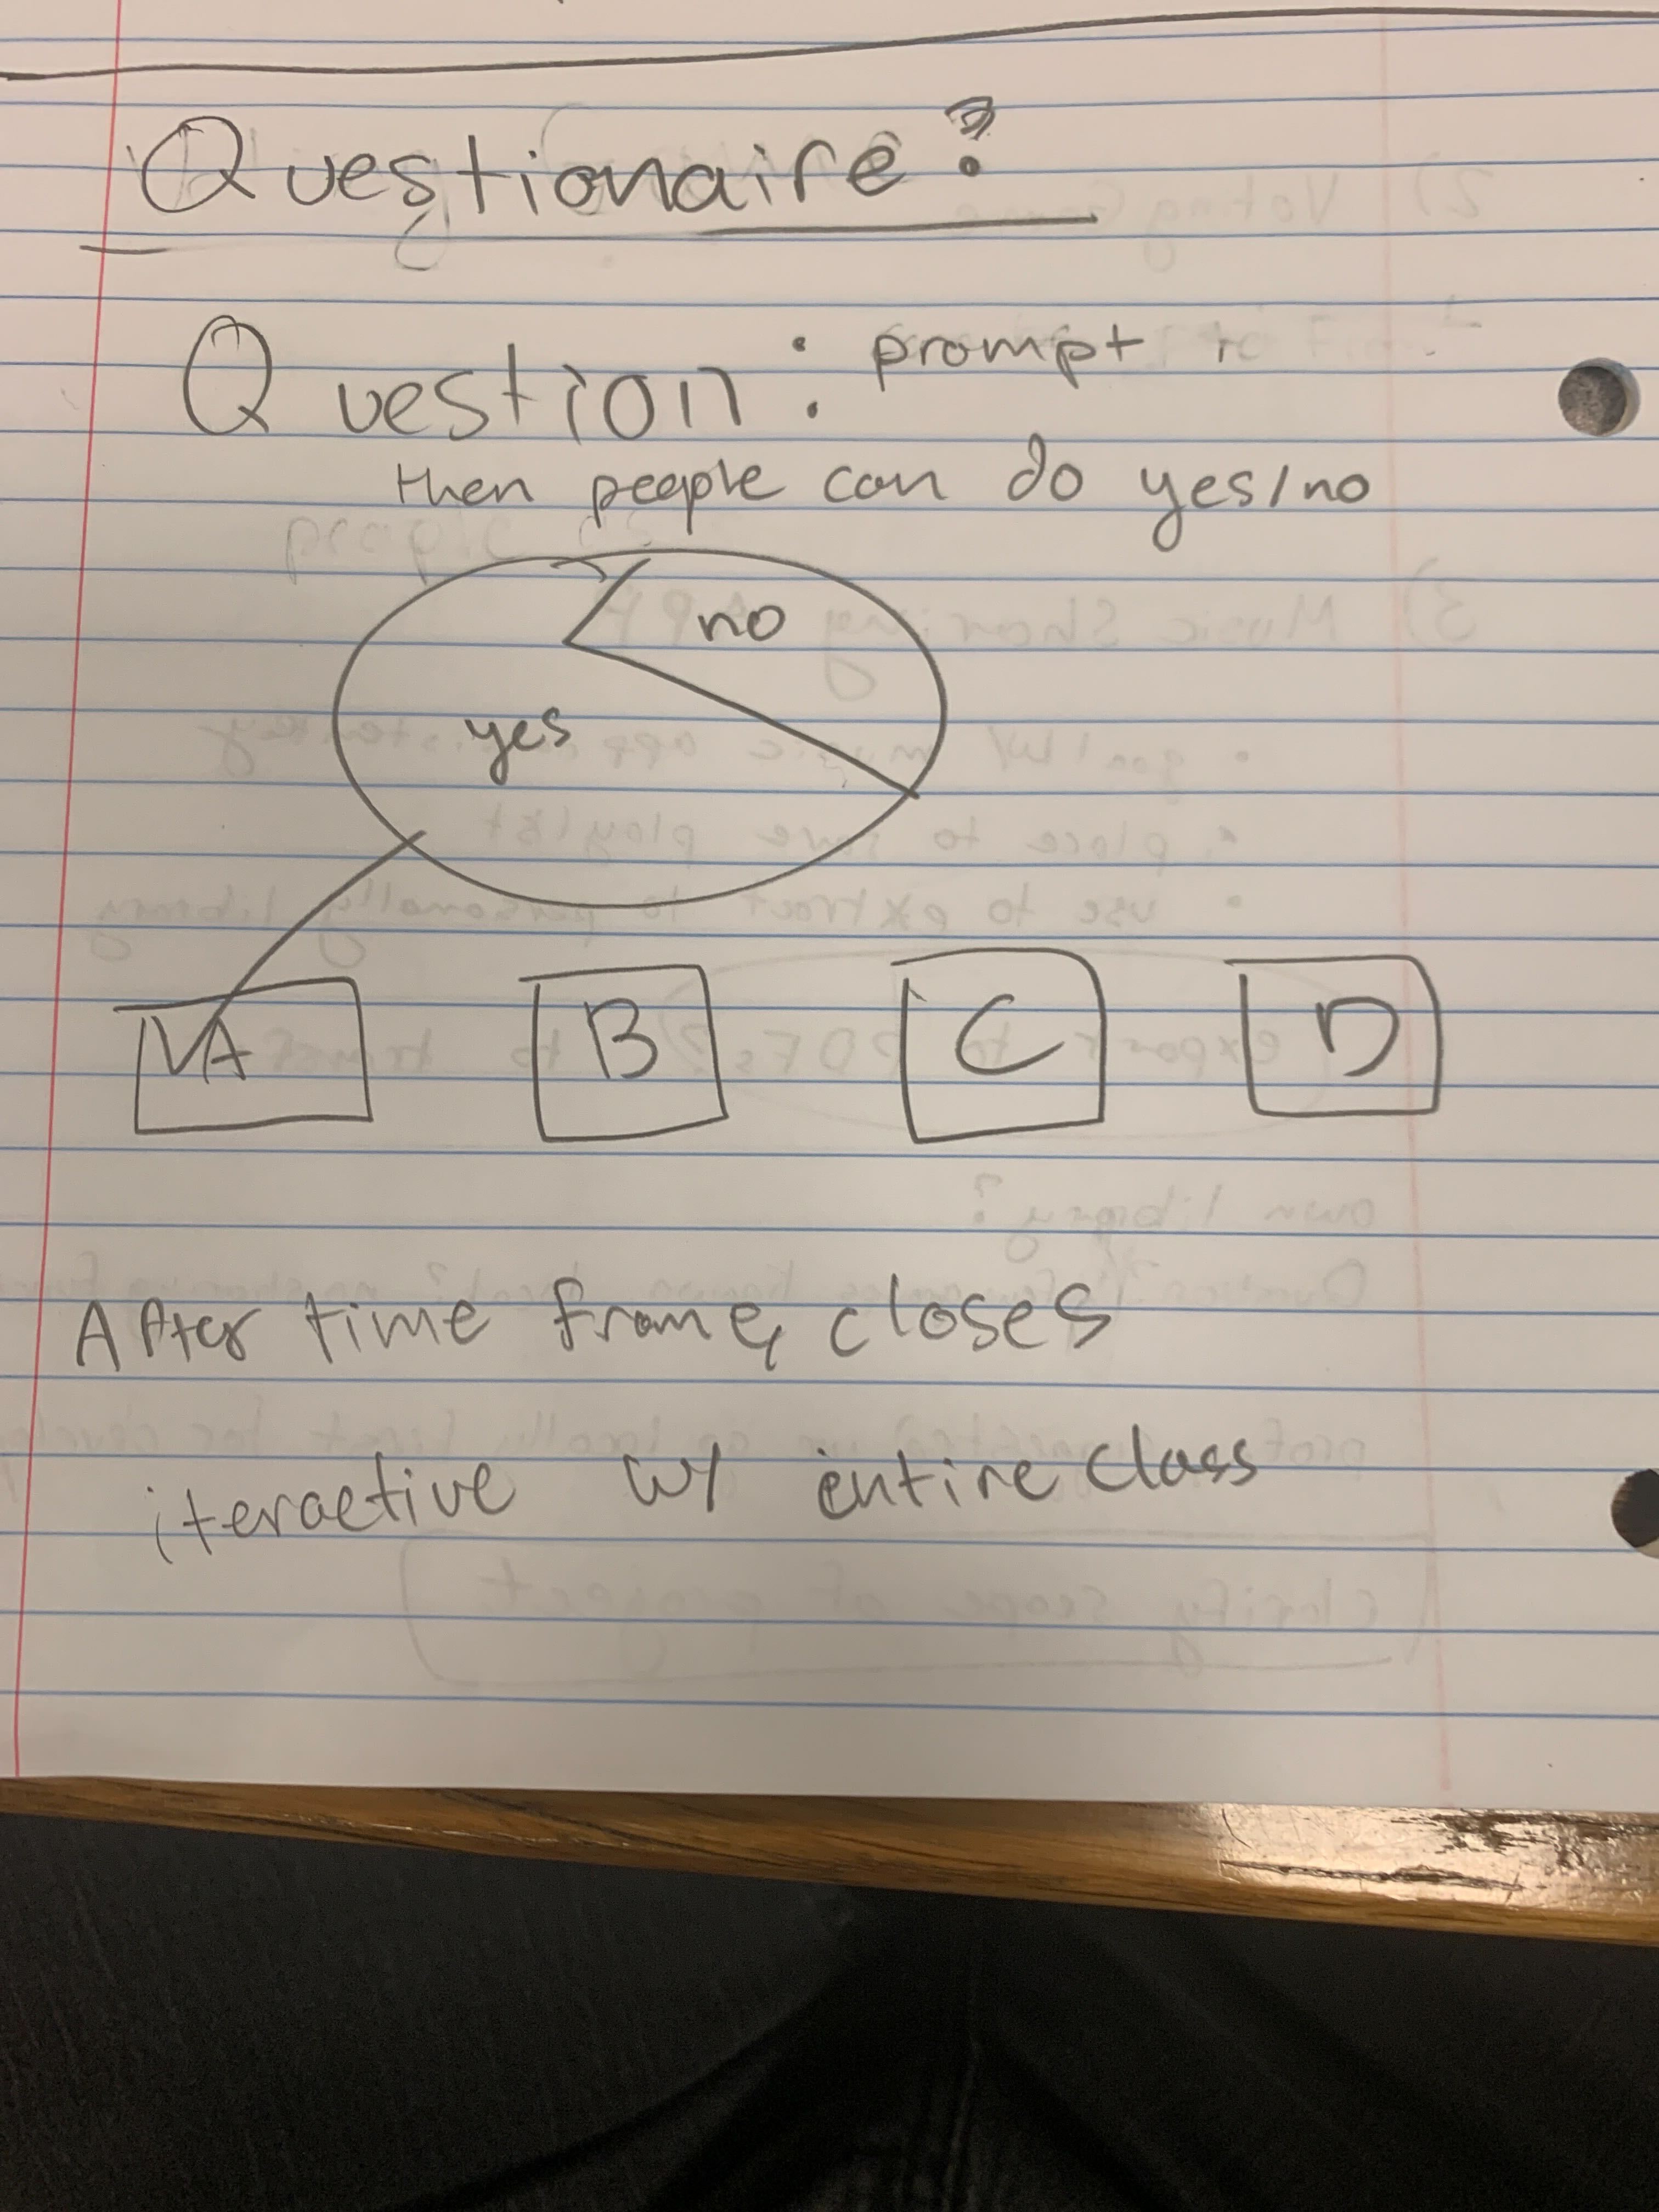 Questionaire?
Question: prompt
then people can do yes/no
no
yes
A B C D
After time frame, closes
iteractive w/ entire class